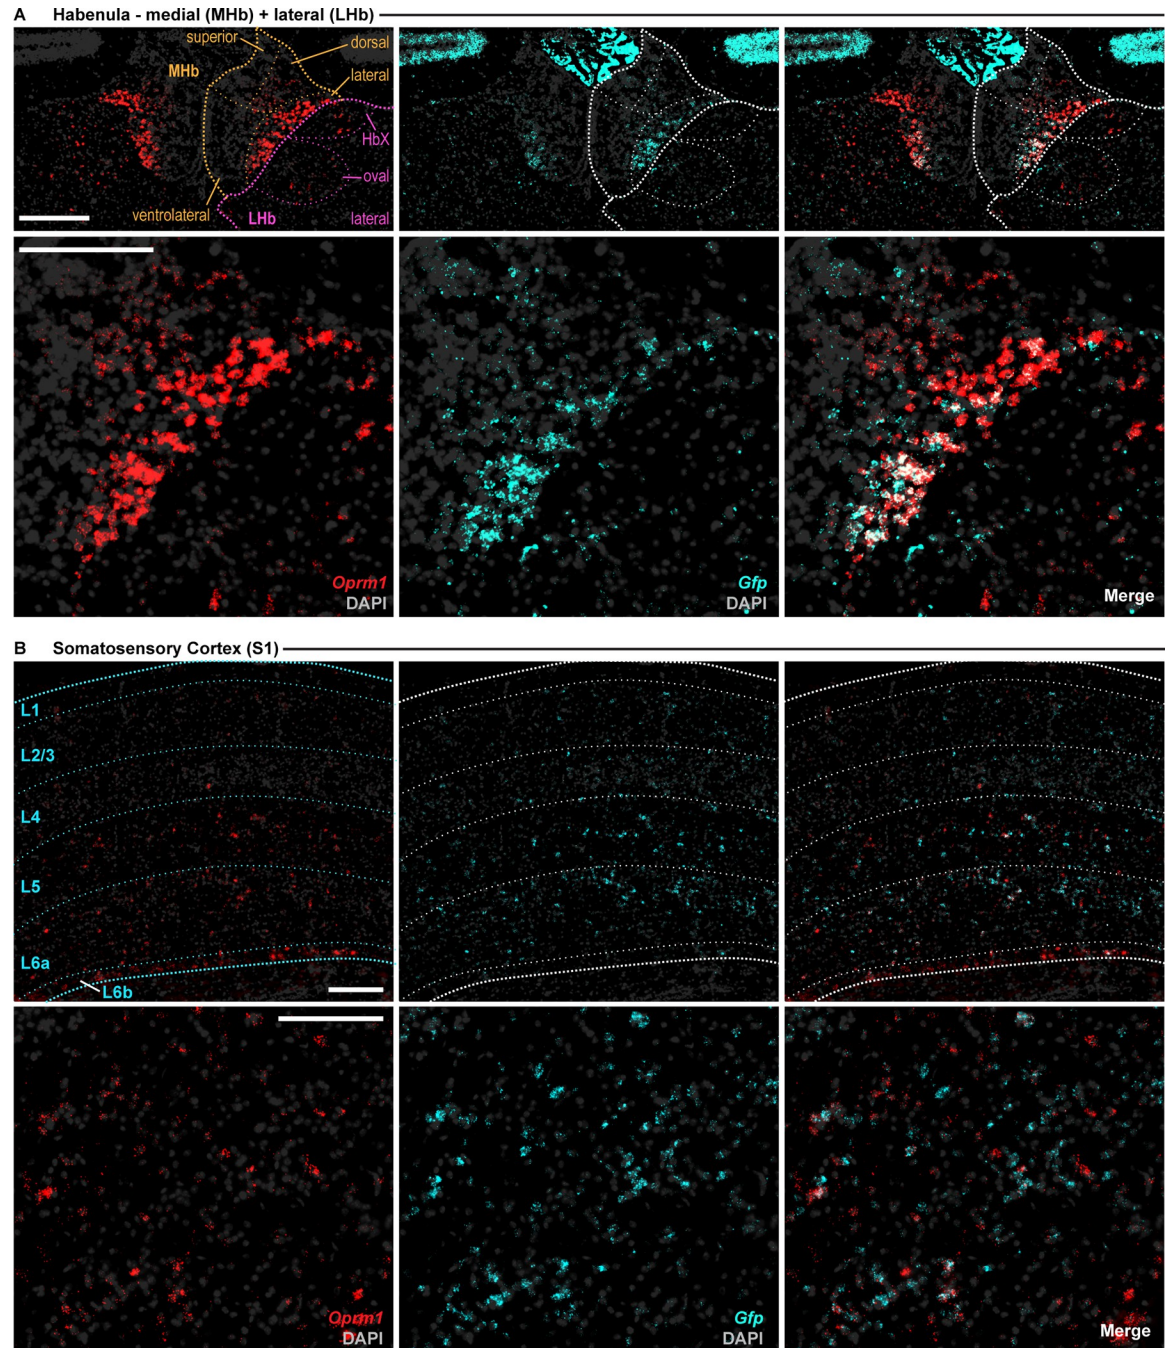 A Habenula - medial (MHb) + lateral (LHb)
superior
dorsal
MHb
lateral
HbX
oval
ventrolateral
LHb
lateral
Oprm1
DAPI
Gfp
DAPI
Merge
B Somatosensory Cortex (S1)
L1
L2/3
L4
L5
L6a
L6b
Oprm1
DAPI
Gfp
DAPI
Merge